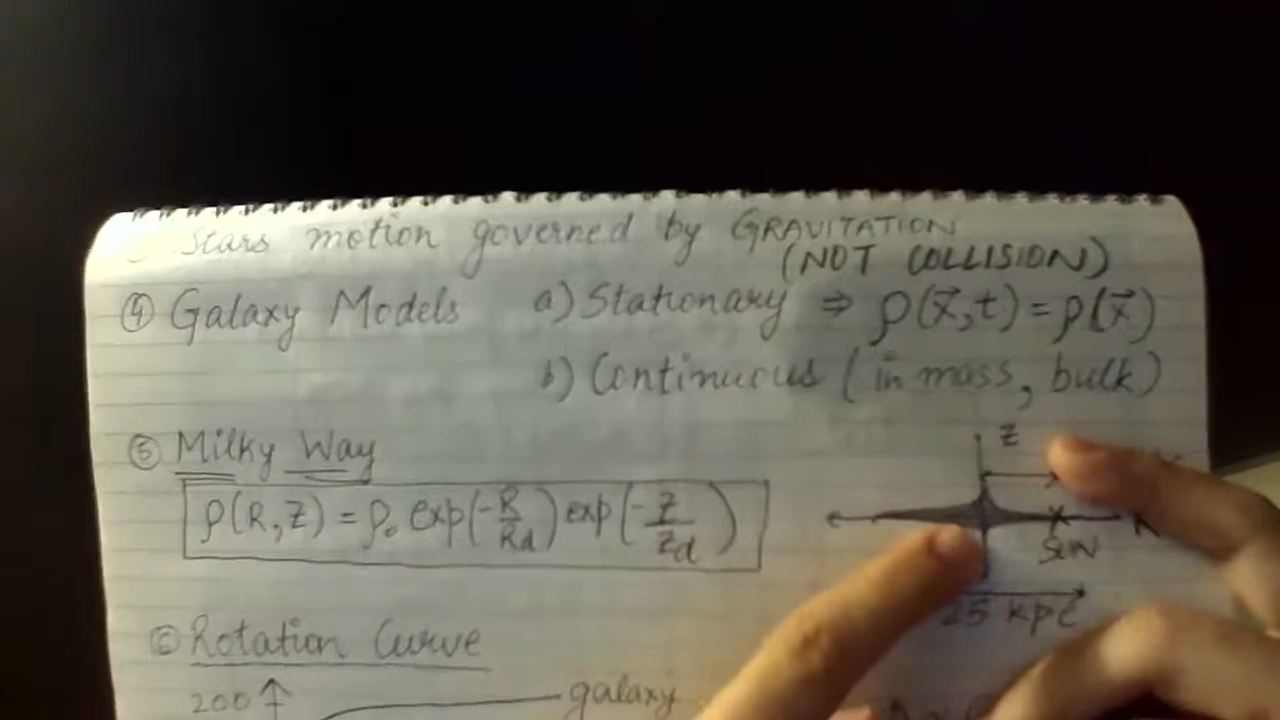 Stars motion governed by GRAVITATION
(NOT COLLISION)
④ Galaxy Models a) Stationary ⇒ ρ(x⃗,t)=ρ(x⃗)
b) Continuous (in mass, bulk)
⑤ Milky Way
ρ(R,Z) = ρ₀ exp(-R/Rd) exp(-Z/Zd)
Z
SUN
25 kpc
⑥ Rotation Curve
200
galaxy